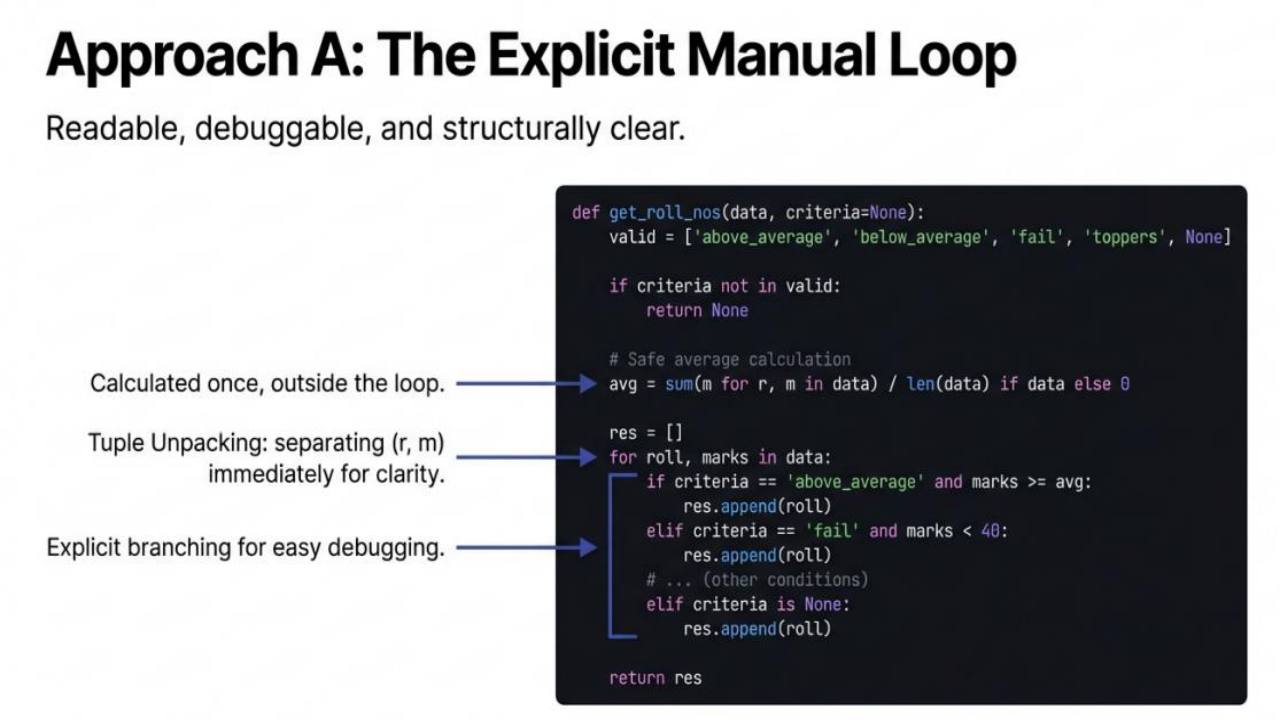 Approach A: The Explicit Manual Loop
Readable, debuggable, and structurally clear.
def get_roll_nos(data, criteria=None):
    valid = ['above_average', 'below_average', 'fail', 'toppers', None]
    if criteria not in valid:
        return None
    # Safe average calculation
Calculated once, outside the loop.
    avg = sum(m for r, m in data) / len(data) if data else 0
    res = []
Tuple Unpacking: separating (r, m)
immediately for clarity.
    for roll, marks in data:
        if criteria == 'above_average' and marks >= avg:
            res.append(roll)
        elif criteria == 'fail' and marks < 40:
Explicit branching for easy debugging.
            res.append(roll)
        # ... (other conditions)
        elif criteria is None:
            res.append(roll)
    return res